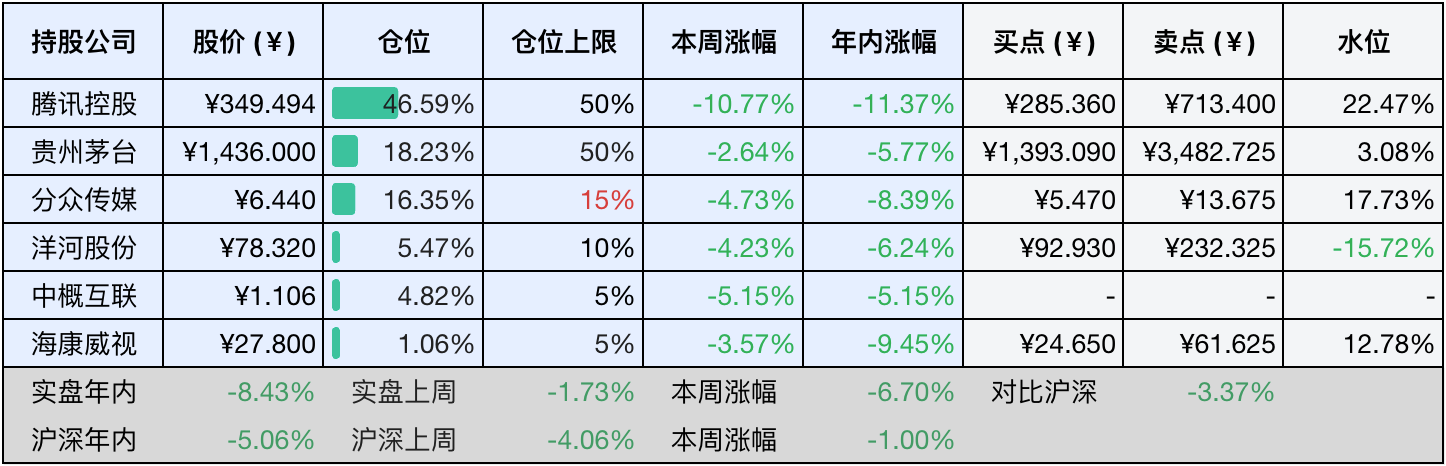 持股公司 股价 (¥) 仓位 仓位上限 本周涨幅 年内涨幅 买点 (¥) 卖点 (¥) 水位
腾讯控股 ¥349.494 46.59% 50% -10.77% -11.37% ¥285.360 ¥713.400 22.47%
贵州茅台 ¥1,436.000 18.23% 50% -2.64% -5.77% ¥1,393.090 ¥3,482.725 3.08%
分众传媒 ¥6.440 16.35% 15% -4.73% -8.39% ¥5.470 ¥13.675 17.73%
洋河股份 ¥78.320 5.47% 10% -4.23% -6.24% ¥92.930 ¥232.325 -15.72%
中概互联 ¥1.106 4.82% 5% -5.15% -5.15% - - -
海康威视 ¥27.800 1.06% 5% -3.57% -9.45% ¥24.650 ¥61.625 12.78%
实盘年内 -8.43% 实盘上周 -1.73% 本周涨幅 -6.70% 对比沪深 -3.37%
沪深年内 -5.06% 沪深上周 -4.06% 本周涨幅 -1.00%